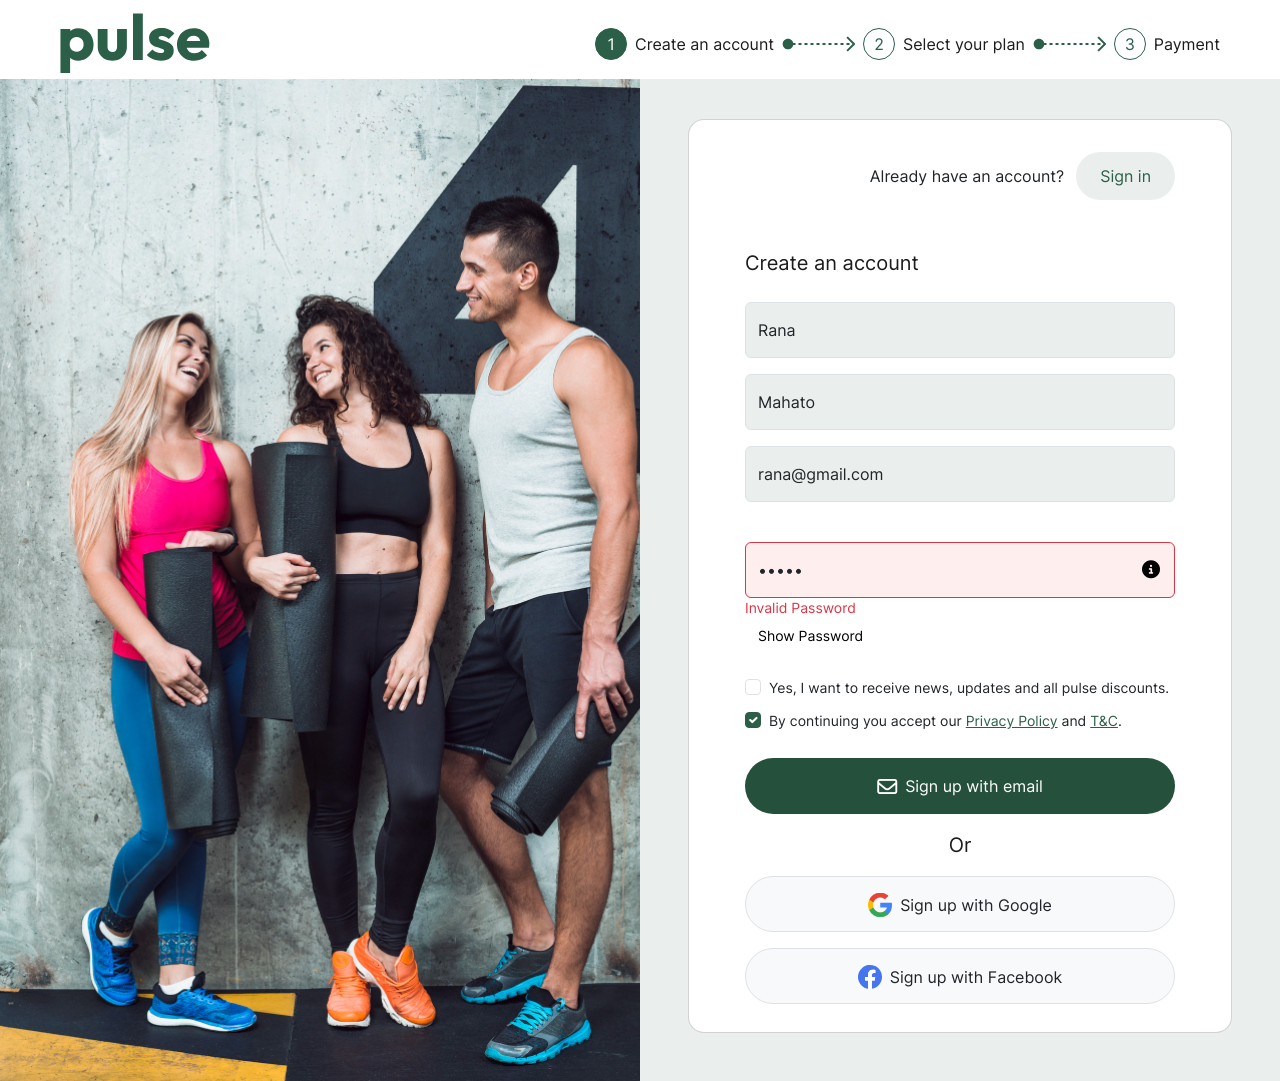 pulse
1 Create an account 2 Select your plan 3 Payment
Already have an account? Sign in
Create an account
Rana
Mahato
rana@gmail.com
•••••
Invalid Password
Show Password
Yes, I want to receive news, updates and all pulse discounts.
By continuing you accept our Privacy Policy and T&C.
Sign up with email
Or
Sign up with Google
Sign up with Facebook